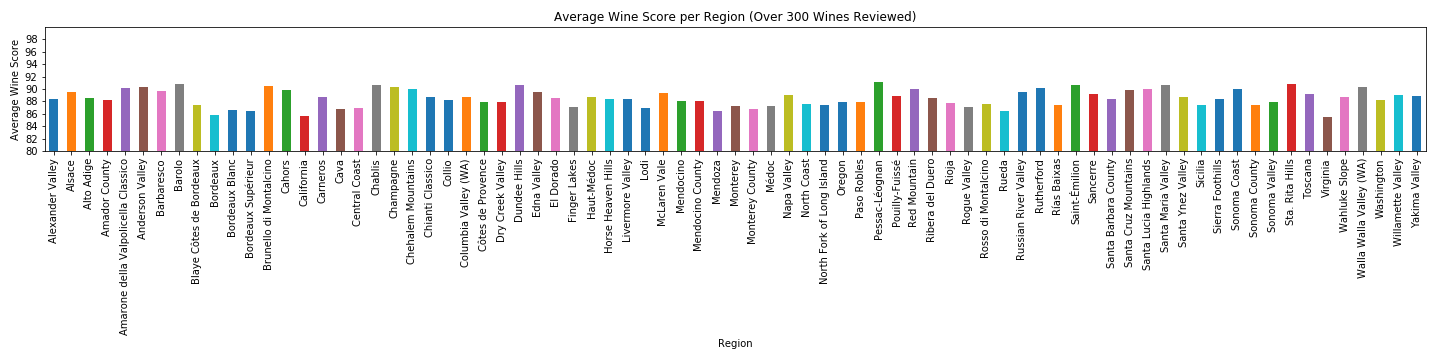 Average Wine Score per Region (Over 300 Wines Reviewed)
Average Wine Score
98
96
94
92
90
88
86
84
82
80
Alexander Valley
Alsace
Alto Adige
Amador County
Amarone della Valpolicella Classico
Anderson Valley
Barbaresco
Barolo
Blaye Côtes de Bordeaux
Bordeaux
Bordeaux Blanc
Bordeaux Supérieur
Brunello di Montalcino
Cahors
California
Carneros
Cava
Central Coast
Chablis
Champagne
Chehalem Mountains
Chianti Classico
Collio
Columbia Valley (WA)
Côtes de Provence
Dry Creek Valley
Dundee Hills
Edna Valley
El Dorado
Finger Lakes
Haut-Médoc
Horse Heaven Hills
Livermore Valley
Lodi
McLaren Vale
Mendocino
Mendocino County
Mendoza
Monterey
Monterey County
Médoc
Napa Valley
North Coast
North Fork of Long Island
Oregon
Paso Robles
Pessac-Léognan
Pouilly-Fuissé
Red Mountain
Ribera del Duero
Rioja
Rogue Valley
Rosso di Montalcino
Rueda
Russian River Valley
Rutherford
Rías Baixas
Saint-Émilion
Sancerre
Santa Barbara County
Santa Cruz Mountains
Santa Lucia Highlands
Santa Maria Valley
Santa Ynez Valley
Sicilia
Sierra Foothills
Sonoma Coast
Sonoma County
Sonoma Valley
Sta. Rita Hills
Toscana
Virginia
Wahluke Slope
Walla Walla Valley (WA)
Washington
Willamette Valley
Yakima Valley
Region